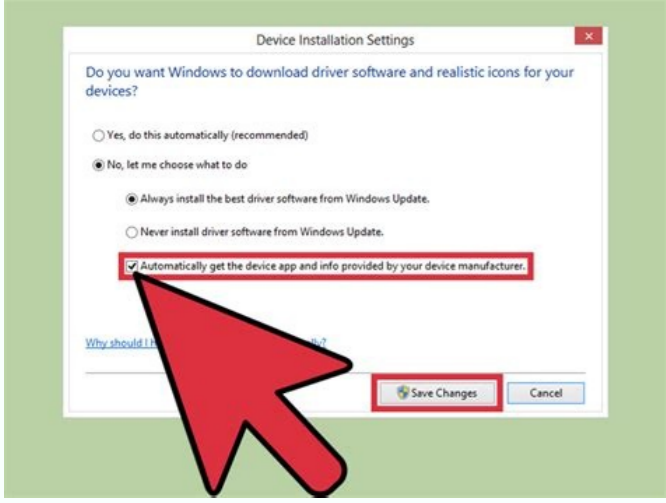 Device Installation Settings
Do you want Windows to download driver software and realistic icons for your
devices?
Yes, do this automatically (recommended)
No, let me choose what to do
Always install the best driver software from Windows Update.
Never install driver software from Windows Update.
Automatically get the device app and info provided by your device manufacturer.
Why should I
Save Changes
Cancel